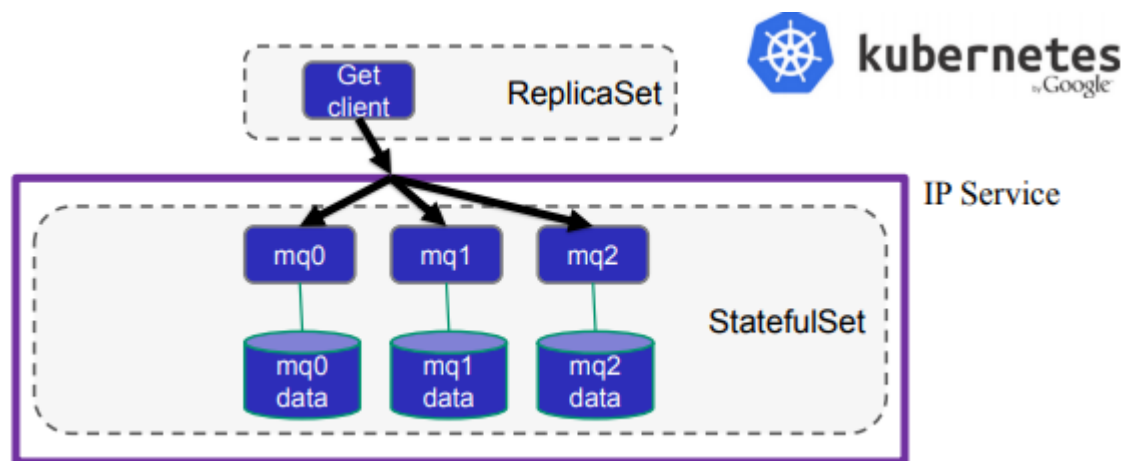 Get
client
ReplicaSet
kubernetes
by Google
IP Service
mq0
mq1
mq2
StatefulSet
mq0
data
mq1
data
mq2
data